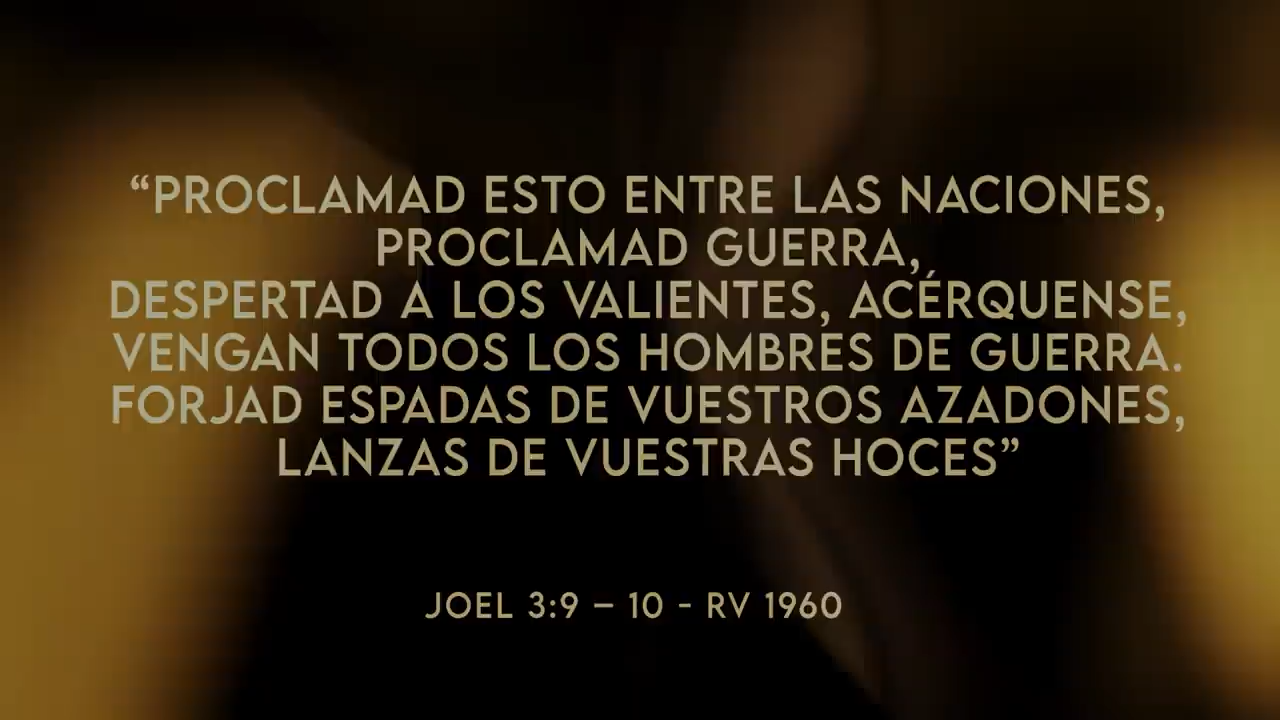 “PROCLAMAD ESTO ENTRE LAS NACIONES,
PROCLAMAD GUERRA,
DESPERTAD A LOS VALIENTES, ACÉRQUENSE,
VENGAN TODOS LOS HOMBRES DE GUERRA.
FORJAD ESPADAS DE VUESTROS AZADONES,
LANZAS DE VUESTRAS HOCES”
JOEL 3:9 – 10 - RV 1960